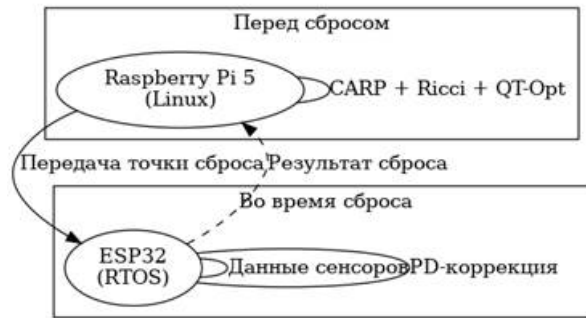 Перед сбросом
Raspberry Pi 5
(Linux)
CARP + Ricci + QT-Opt
Передача точки сброса
Результат сброса
Во время сброса
ESP32
(RTOS)
Данные сенсоров
PD-коррекция